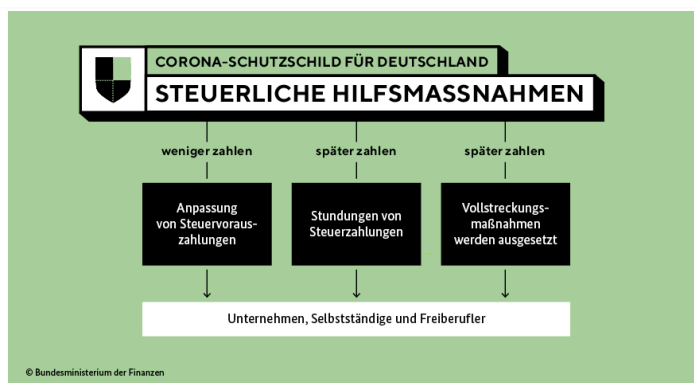 CORONA-SCHUTZSCHILD FÜR DEUTSCHLAND
STEUERLICHE HILFSMASSNAHMEN
weniger zahlen
später zahlen
später zahlen
Anpassung
von Steuervoraus-
zahlungen
Stundungen von
Steuerzahlungen
Vollstreckungs-
maßnahmen
werden ausgesetzt
Unternehmen, Selbstständige und Freiberufler
© Bundesministerium der Finanzen